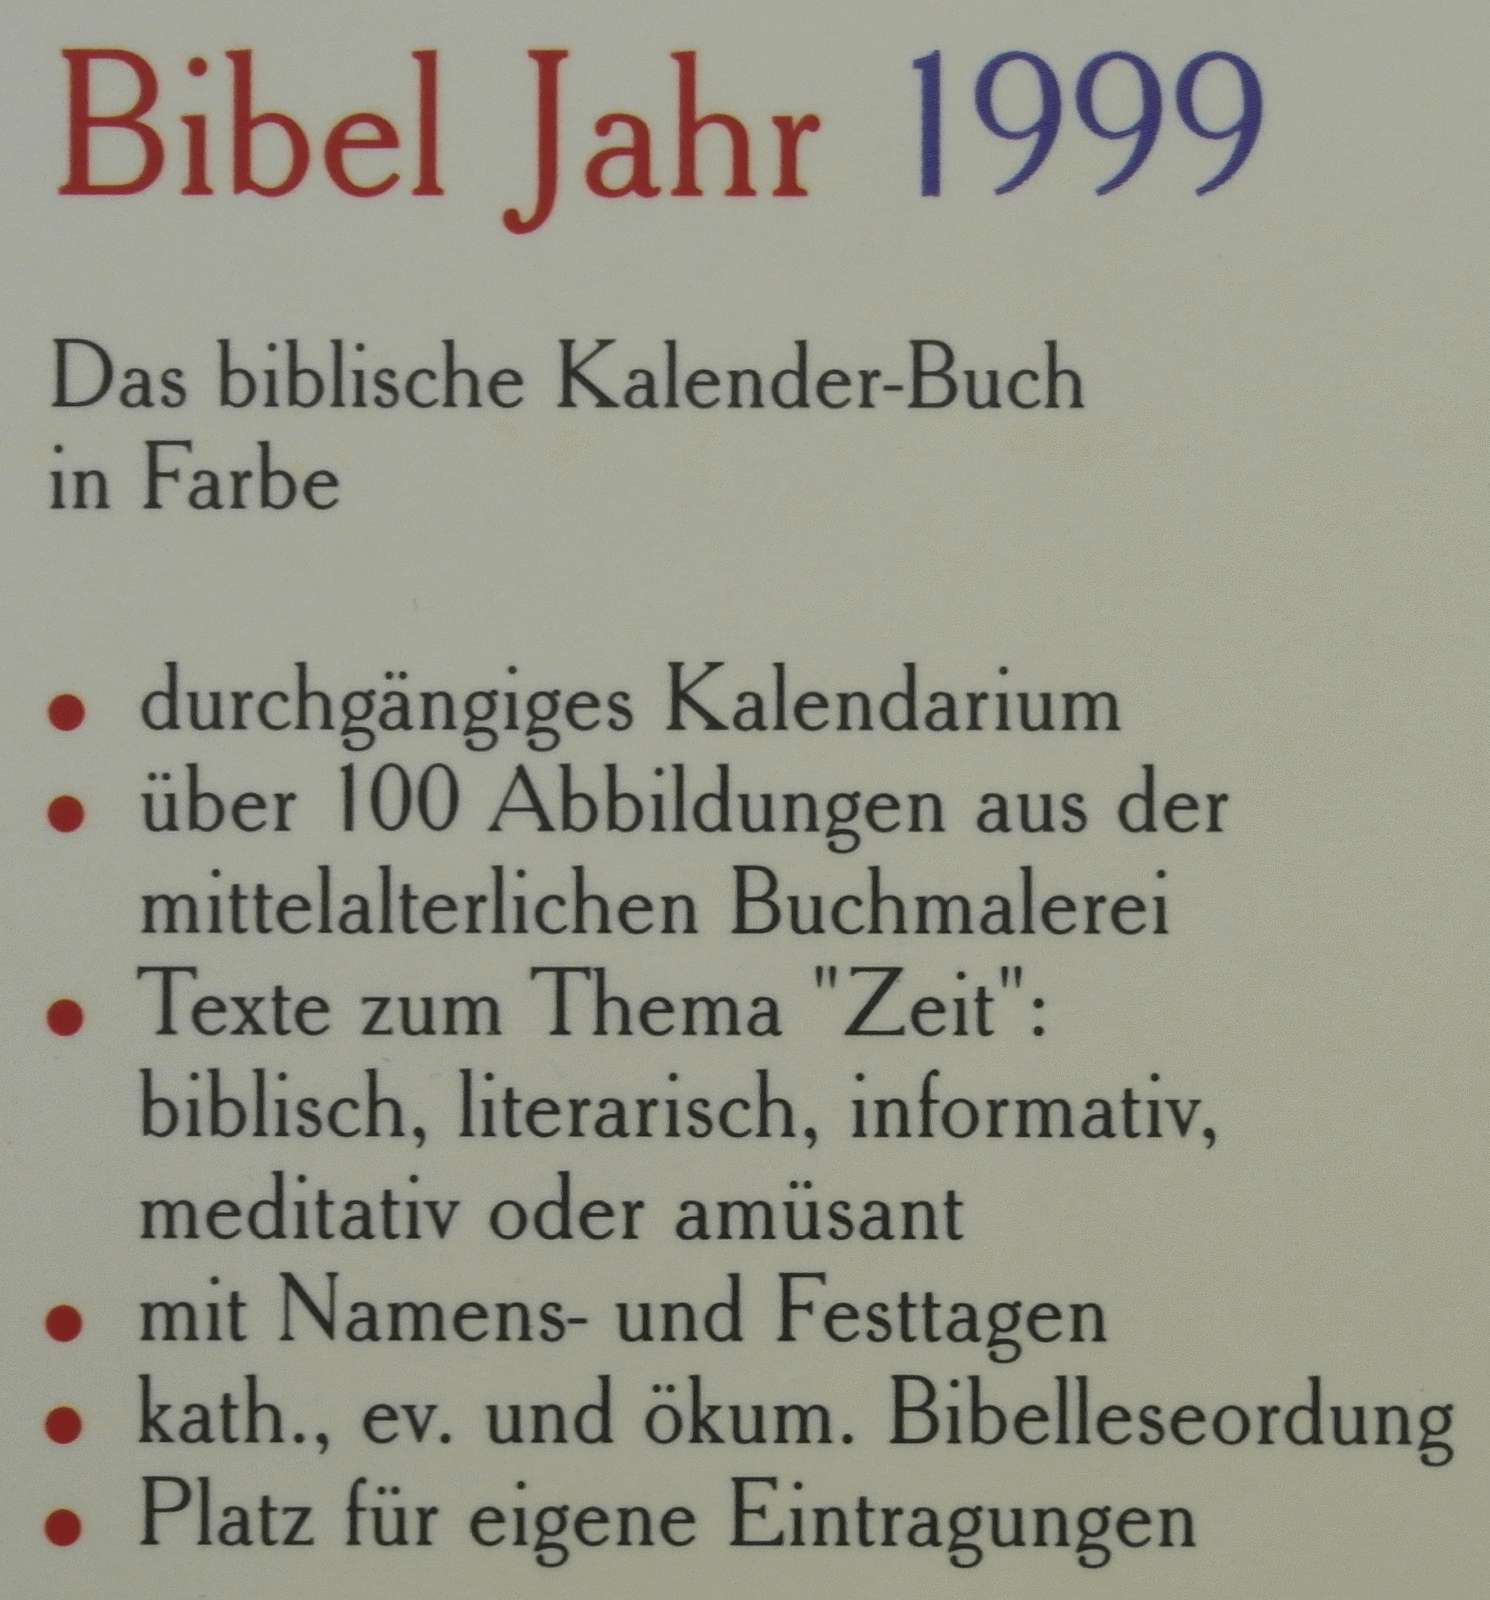 Bibel Jahr 1999
Das biblische Kalender-Buch
in Farbe
• durchgängiges Kalendarium
• über 100 Abbildungen aus der
mittelalterlichen Buchmalerei
• Texte zum Thema "Zeit":
biblisch, literarisch, informativ,
meditativ oder amüsant
• mit Namens- und Festtagen
• kath., ev. und ökum. Bibelleseordung
• Platz für eigene Eintragungen